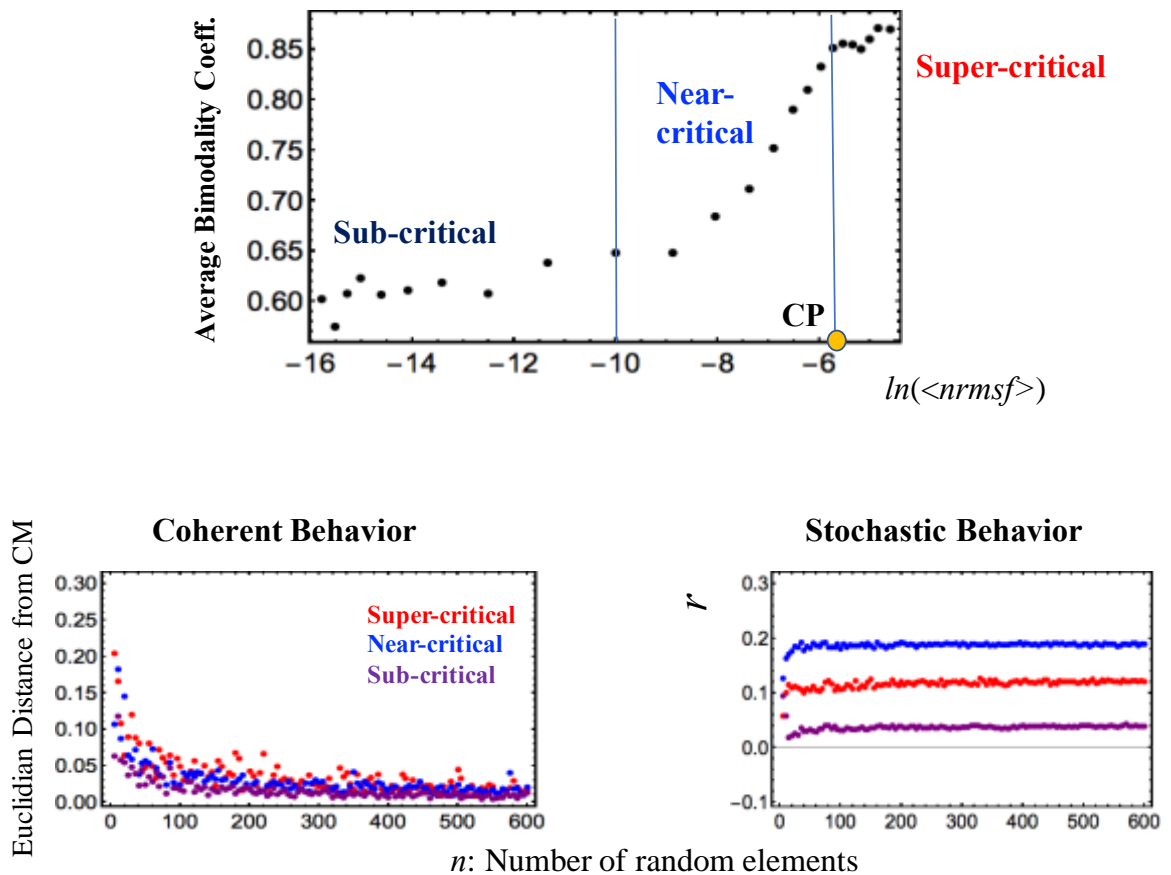 Average Bimodality Coeff.
0.85
0.80
0.75
0.70
0.65
0.60
Super-critical
Near-
critical
Sub-critical
CP
−16
−14
−12
−10
−8
−6
ln(<nrmsf>)
Coherent Behavior
Euclidian Distance from CM
0.30
0.25
0.20
0.15
0.10
0.05
0.00
Super-critical
Near-critical
Sub-critical
0
100
200
300
400
500
600
Stochastic Behavior
r
0.3
0.2
0.1
0.0
−0.1
0
100
200
300
400
500
600
n: Number of random elements